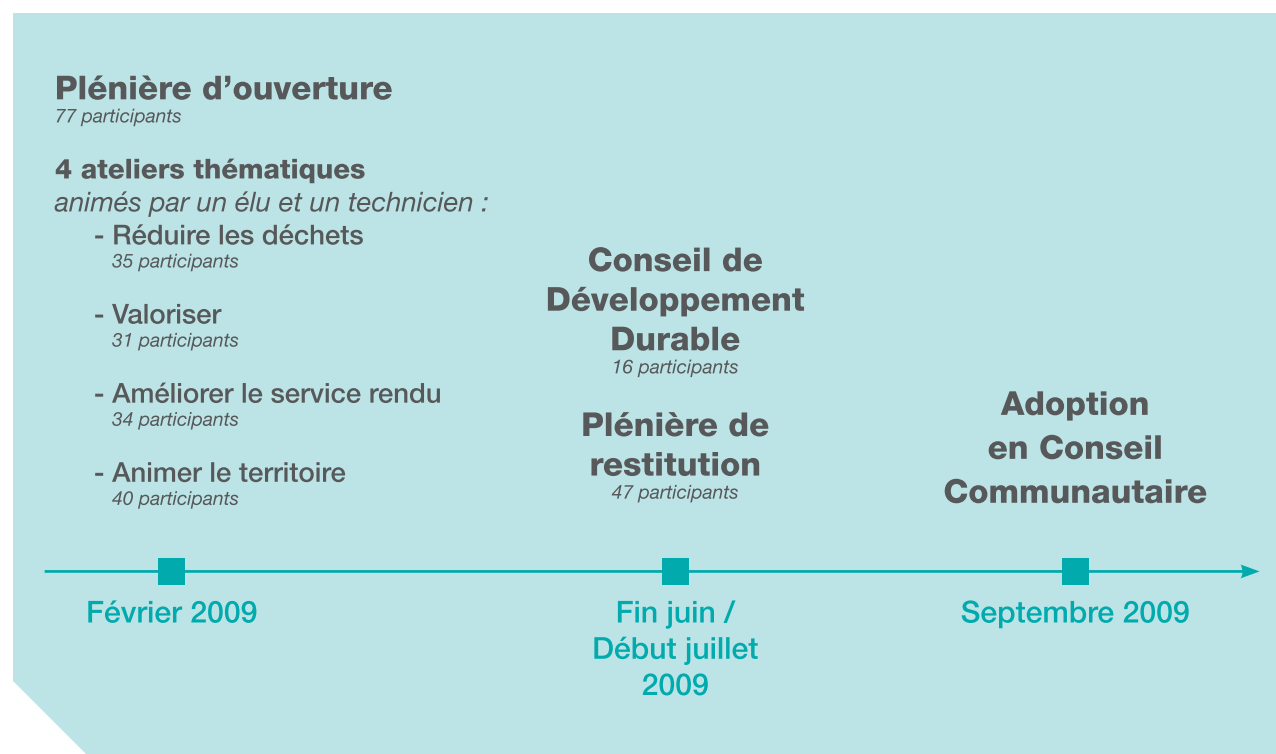 Plénière d’ouverture
77 participants
4 ateliers thématiques
animés par un élu et un technicien :
- Réduire les déchets
35 participants
- Valoriser
31 participants
- Améliorer le service rendu
34 participants
- Animer le territoire
40 participants
Conseil de
Développement
Durable
16 participants
Plénière de
restitution
47 participants
Adoption
en Conseil
Communautaire
Février 2009
Fin juin /
Début juillet
2009
Septembre 2009